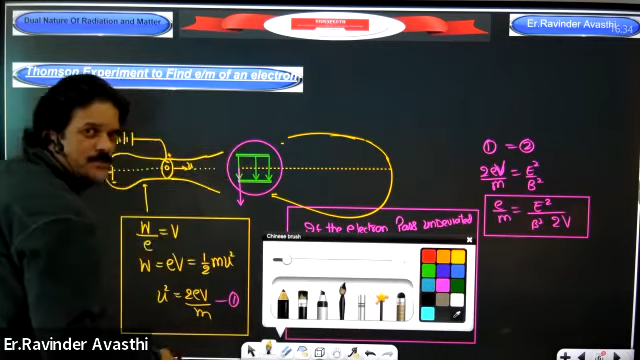 Dual Nature Of Radiation and Matter
Er.Ravinder Avasthi
16:34
Thomson Experiment to Find e/m of an electron
① = ②
2eV/m = E²/B²
e/m = E²/B² 2V
W/e = V
W = eV = 1/2 mu²
u² = 2eV/m —①
If the electron Pass undeviated
Chinese brush
Er.Ravinder Avasthi